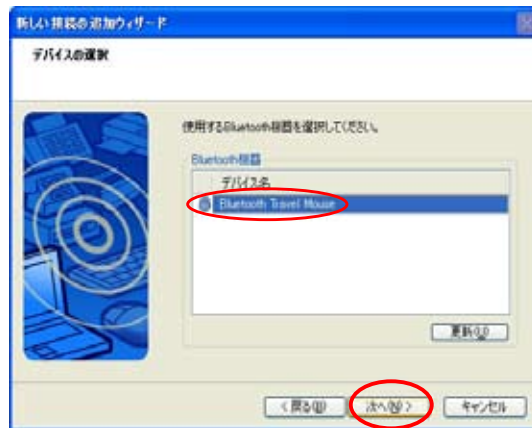 新しい接続の追加ウィザード
デバイスの選択
使用するBluetooth機器を選択してください。
Bluetooth機器
デバイス名
Bluetooth Travel Mouse
更新(U)
< 戻る(B)
次へ(N) >
キャンセル